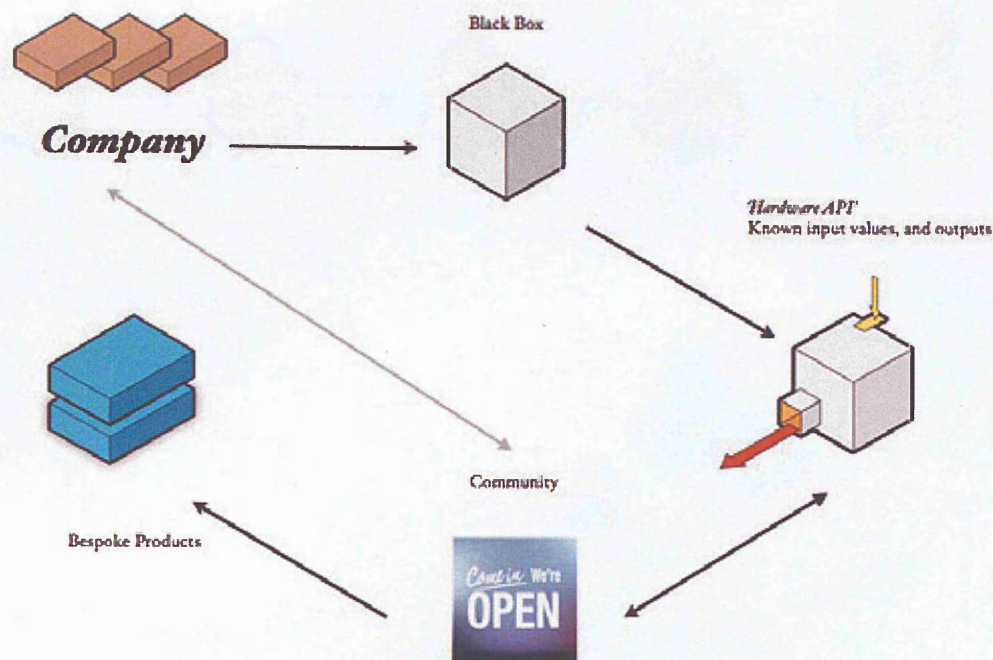 Black Box
Company
'Hardware API'
Known input values, and outputs
Community
Bespoke Products
Come in We're
OPEN